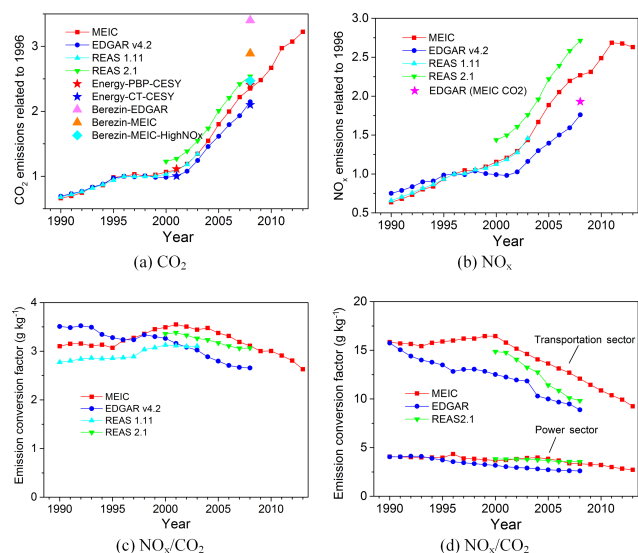 CO2 emissions related to 1996
3
2
1
MEIC
EDGAR v4.2
REAS 1.11
REAS 2.1
Energy-PBP-CESY
Energy-CT-CESY
Berezin-EDGAR
Berezin-MEIC
Berezin-MEIC-HighNOx
1990 1995 2000 2005 2010
Year
(a) CO2
NOx emissions related to 1996
3.0
2.5
2.0
1.5
1.0
0.5
MEIC
EDGAR v4.2
REAS 1.11
REAS 2.1
EDGAR (MEIC CO2)
1990 1995 2000 2005 2010
Year
(b) NOx
Emission conversion factor (g kg⁻¹)
4
3
2
1
0
MEIC
EDGAR v4.2
REAS 1.11
REAS 2.1
1990 1995 2000 2005 2010
Year
(c) NOx/CO2
Emission conversion factor (g kg⁻¹)
20
15
10
5
0
Transportation sector
MEIC
EDGAR
REAS2.1
Power sector
1990 1995 2000 2005 2010
Year
(d) NOx/CO2